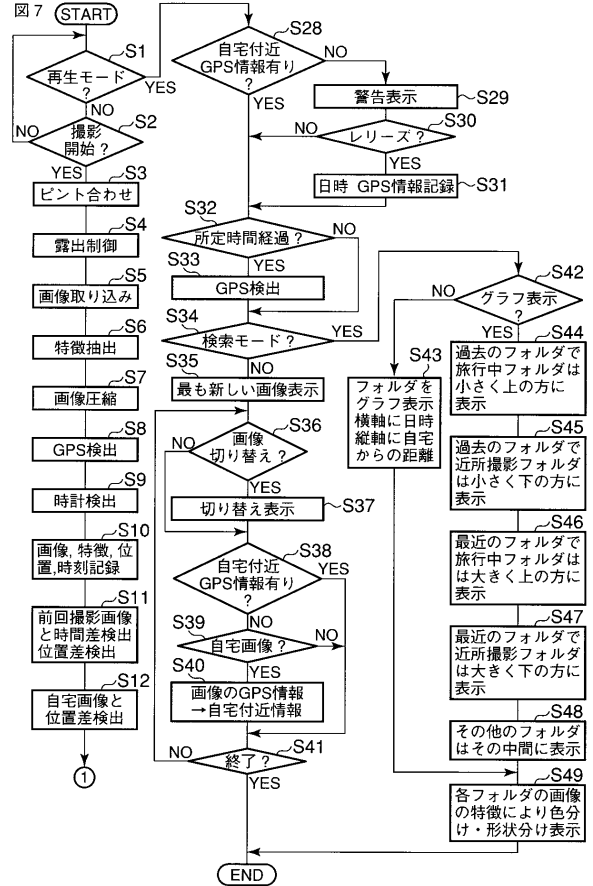 図7
START
S1
再生モード
?
YES
NO
S2
撮影
開始?
NO
YES
S3
ピント合わせ
S4
露出制御
S5
画像取り込み
S6
特徴抽出
S7
画像圧縮
S8
GPS検出
S9
時計検出
S10
画像,特徴,位
置,時刻記録
S11
前回撮影画像
と時間差検出
位置差検出
S12
自宅画像と
位置差検出
1
S28
自宅付近
GPS情報有り
?
NO
YES
S29
警告表示
S30
レリーズ?
NO
YES
S31
日時 GPS情報記録
S32
所定時間経過?
NO
YES
S33
GPS検出
S34
検索モード?
YES
NO
S35
最も新しい画像表示
S36
画像
切り替え?
NO
YES
S37
切り替え表示
S38
自宅付近
GPS情報有り
?
YES
NO
S39
自宅画像?
NO
YES
S40
画像のGPS情報
→自宅付近情報
S41
終了?
NO
YES
END
S42
グラフ表示
?
NO
YES
S43
フォルダを
グラフ表示
横軸に日時
縦軸に自宅
からの距離
S44
過去のフォルダで
旅行中フォルダは
小さく上の方に
表示
S45
過去のフォルダで
近所撮影フォルダ
は小さく下の方に
表示
S46
最近のフォルダで
旅行中フォルダは
は大きく上の方に
表示
S47
最近のフォルダで
近所撮影フォルダ
は大きく下の方に
表示
S48
その他のフォルダ
はその中間に表示
S49
各フォルダの画像
の特徴により色分
け・形状分け表示